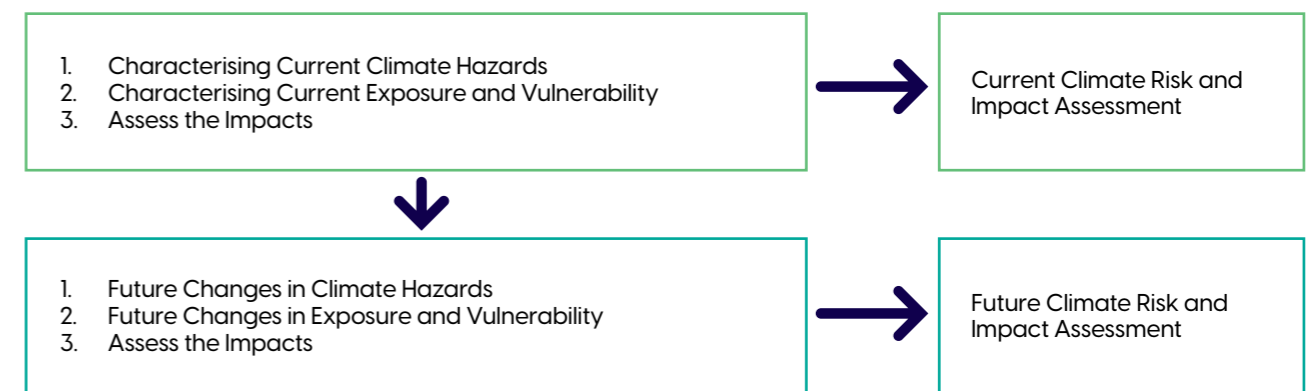 1. Characterising Current Climate Hazards
2. Characterising Current Exposure and Vulnerability
3. Assess the Impacts
Current Climate Risk and
Impact Assessment
1. Future Changes in Climate Hazards
2. Future Changes in Exposure and Vulnerability
3. Assess the Impacts
Future Climate Risk and
Impact Assessment